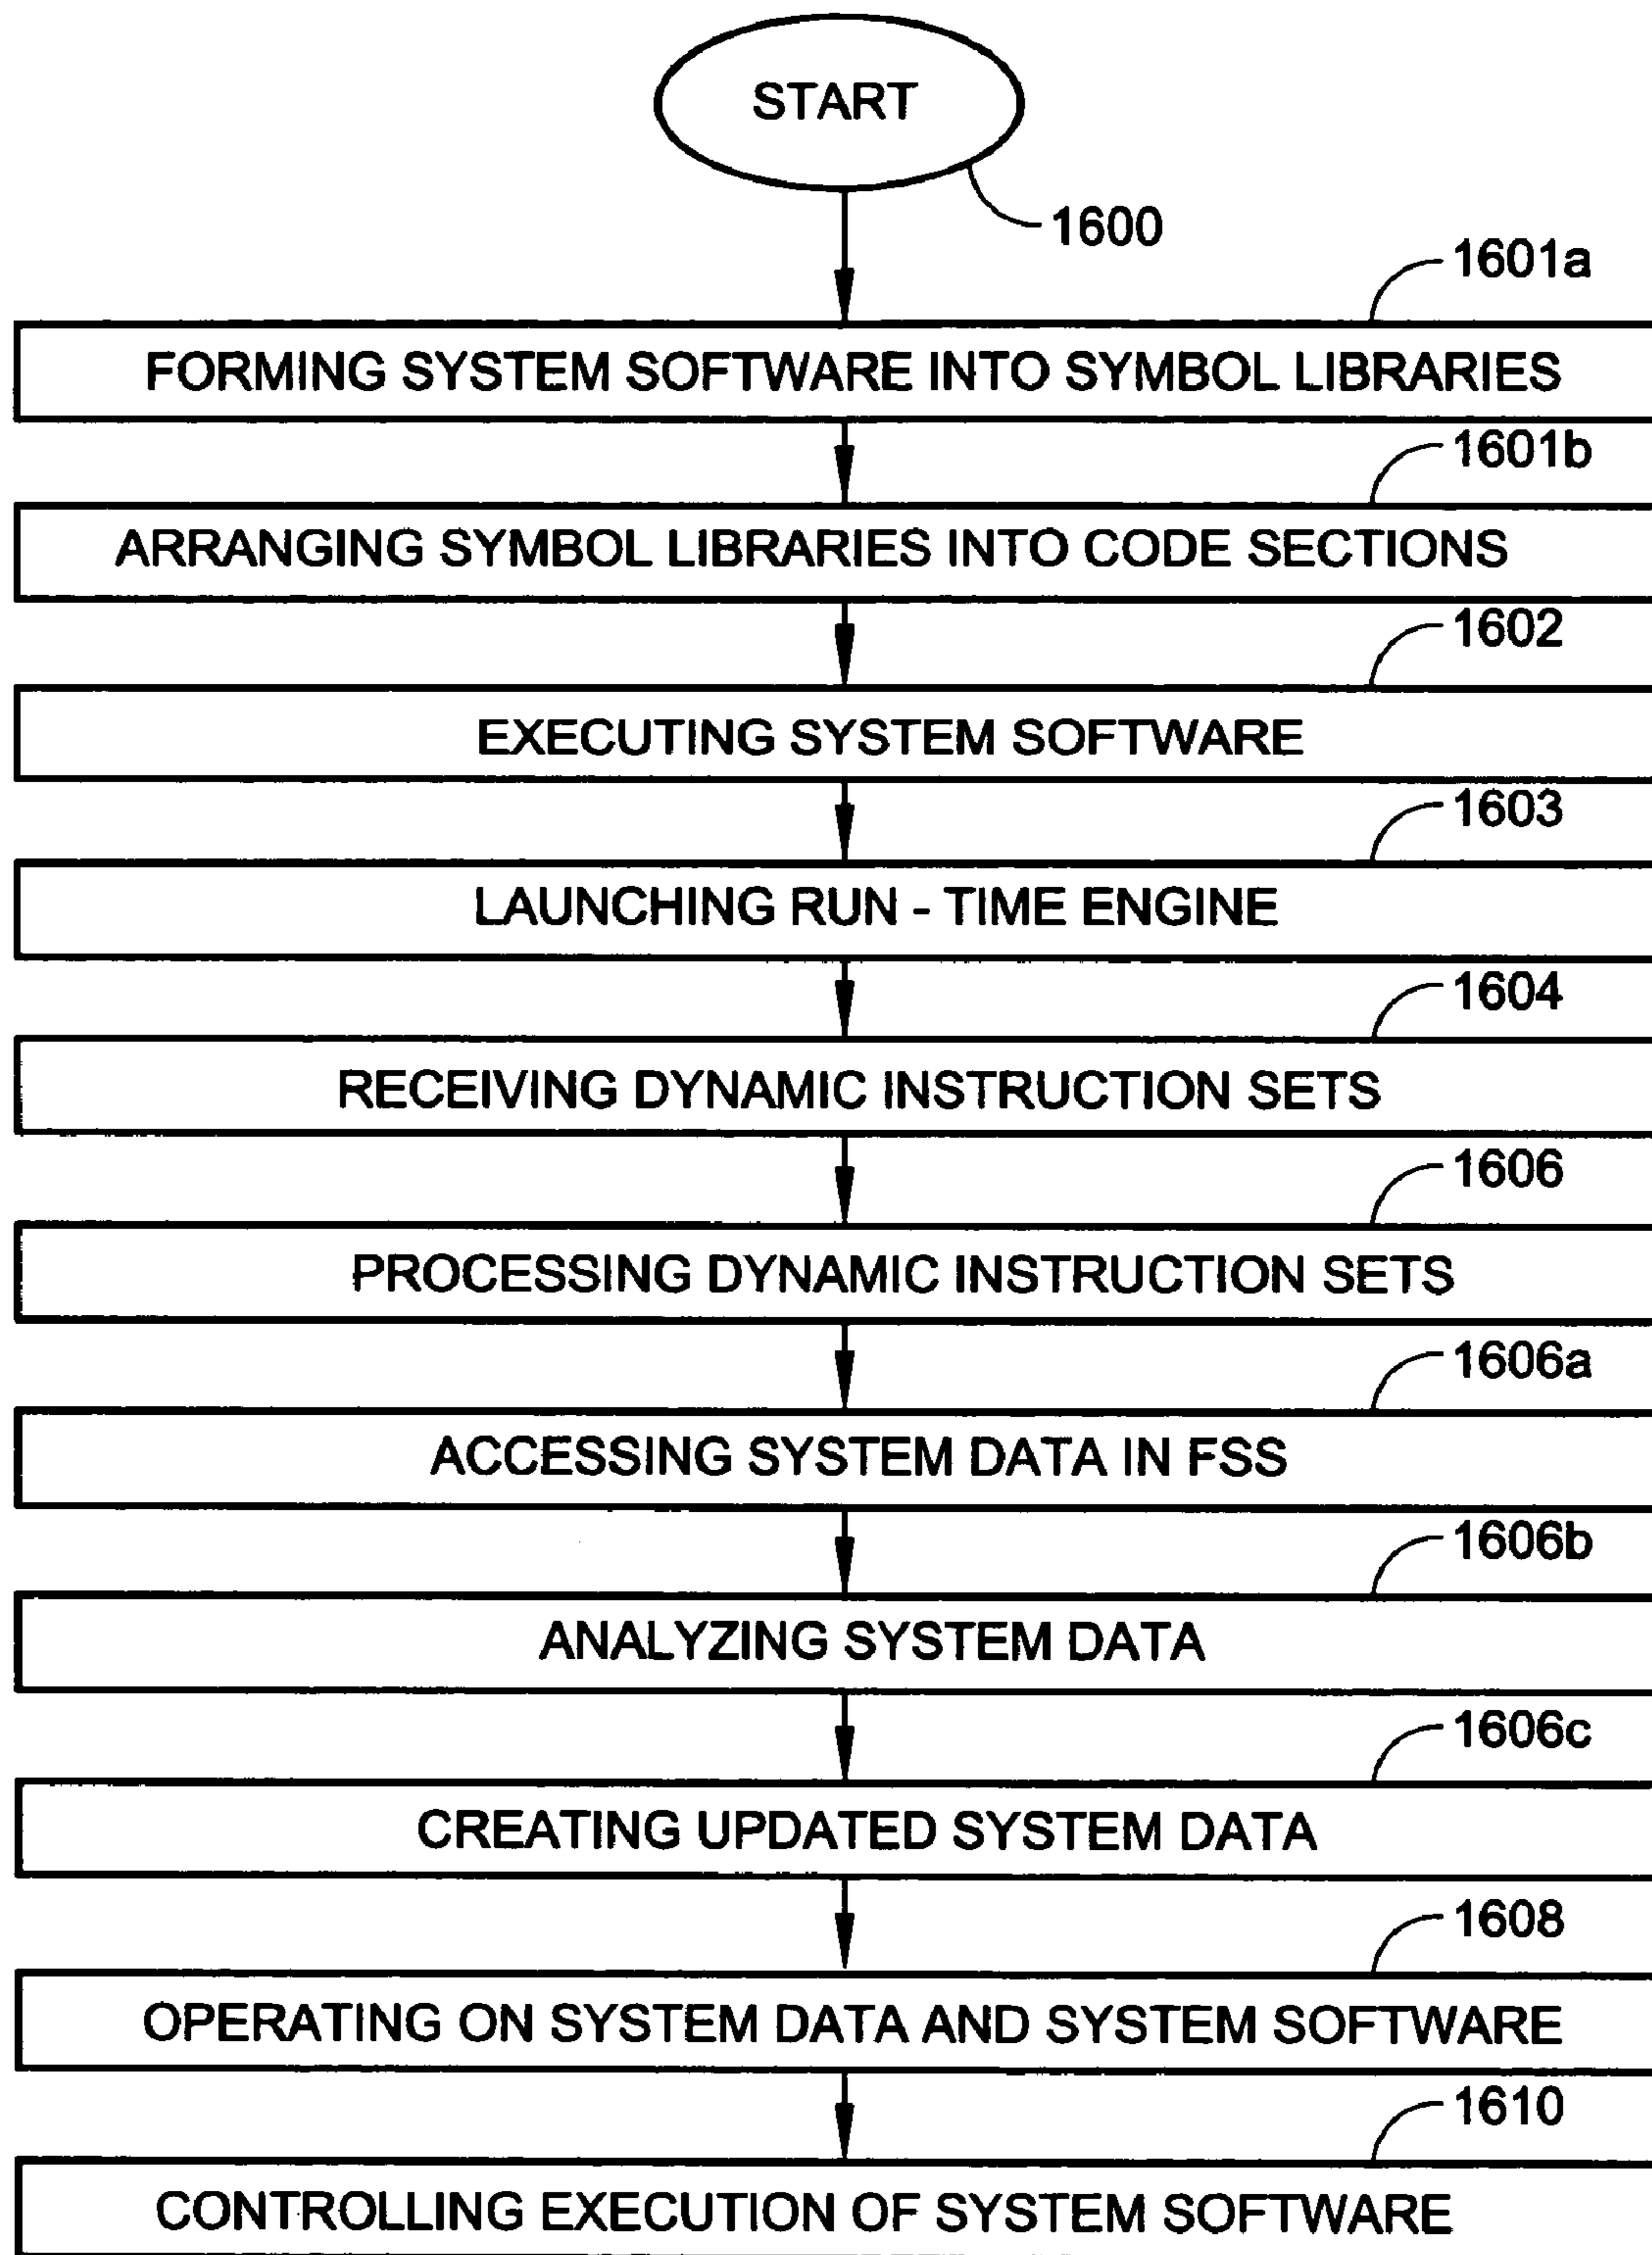 START
1600
1601a
FORMING SYSTEM SOFTWARE INTO SYMBOL LIBRARIES
1601b
ARRANGING SYMBOL LIBRARIES INTO CODE SECTIONS
1602
EXECUTING SYSTEM SOFTWARE
1603
LAUNCHING RUN - TIME ENGINE
1604
RECEIVING DYNAMIC INSTRUCTION SETS
1606
PROCESSING DYNAMIC INSTRUCTION SETS
1606a
ACCESSING SYSTEM DATA IN FSS
1606b
ANALYZING SYSTEM DATA
1606c
CREATING UPDATED SYSTEM DATA
1608
OPERATING ON SYSTEM DATA AND SYSTEM SOFTWARE
1610
CONTROLLING EXECUTION OF SYSTEM SOFTWARE